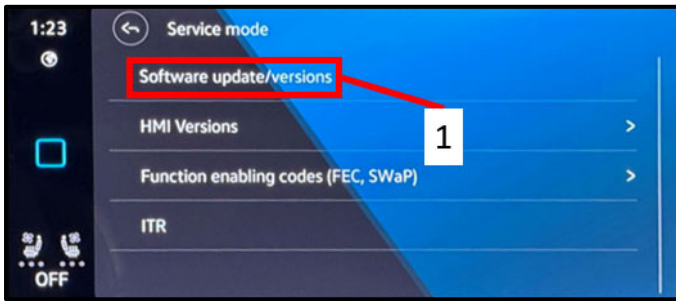 1:23
Service mode
Software update/versions
HMI Versions
>
1
Function enabling codes (FEC, SWaP)
>
ITR
OFF